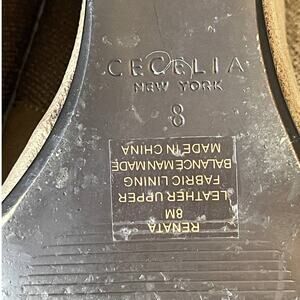 CECELIA
NEW YORK
8
RENATA
8M
LEATHER UPPER
FABRIC LINING
BALANCE MANMADE
MADE IN CHINA